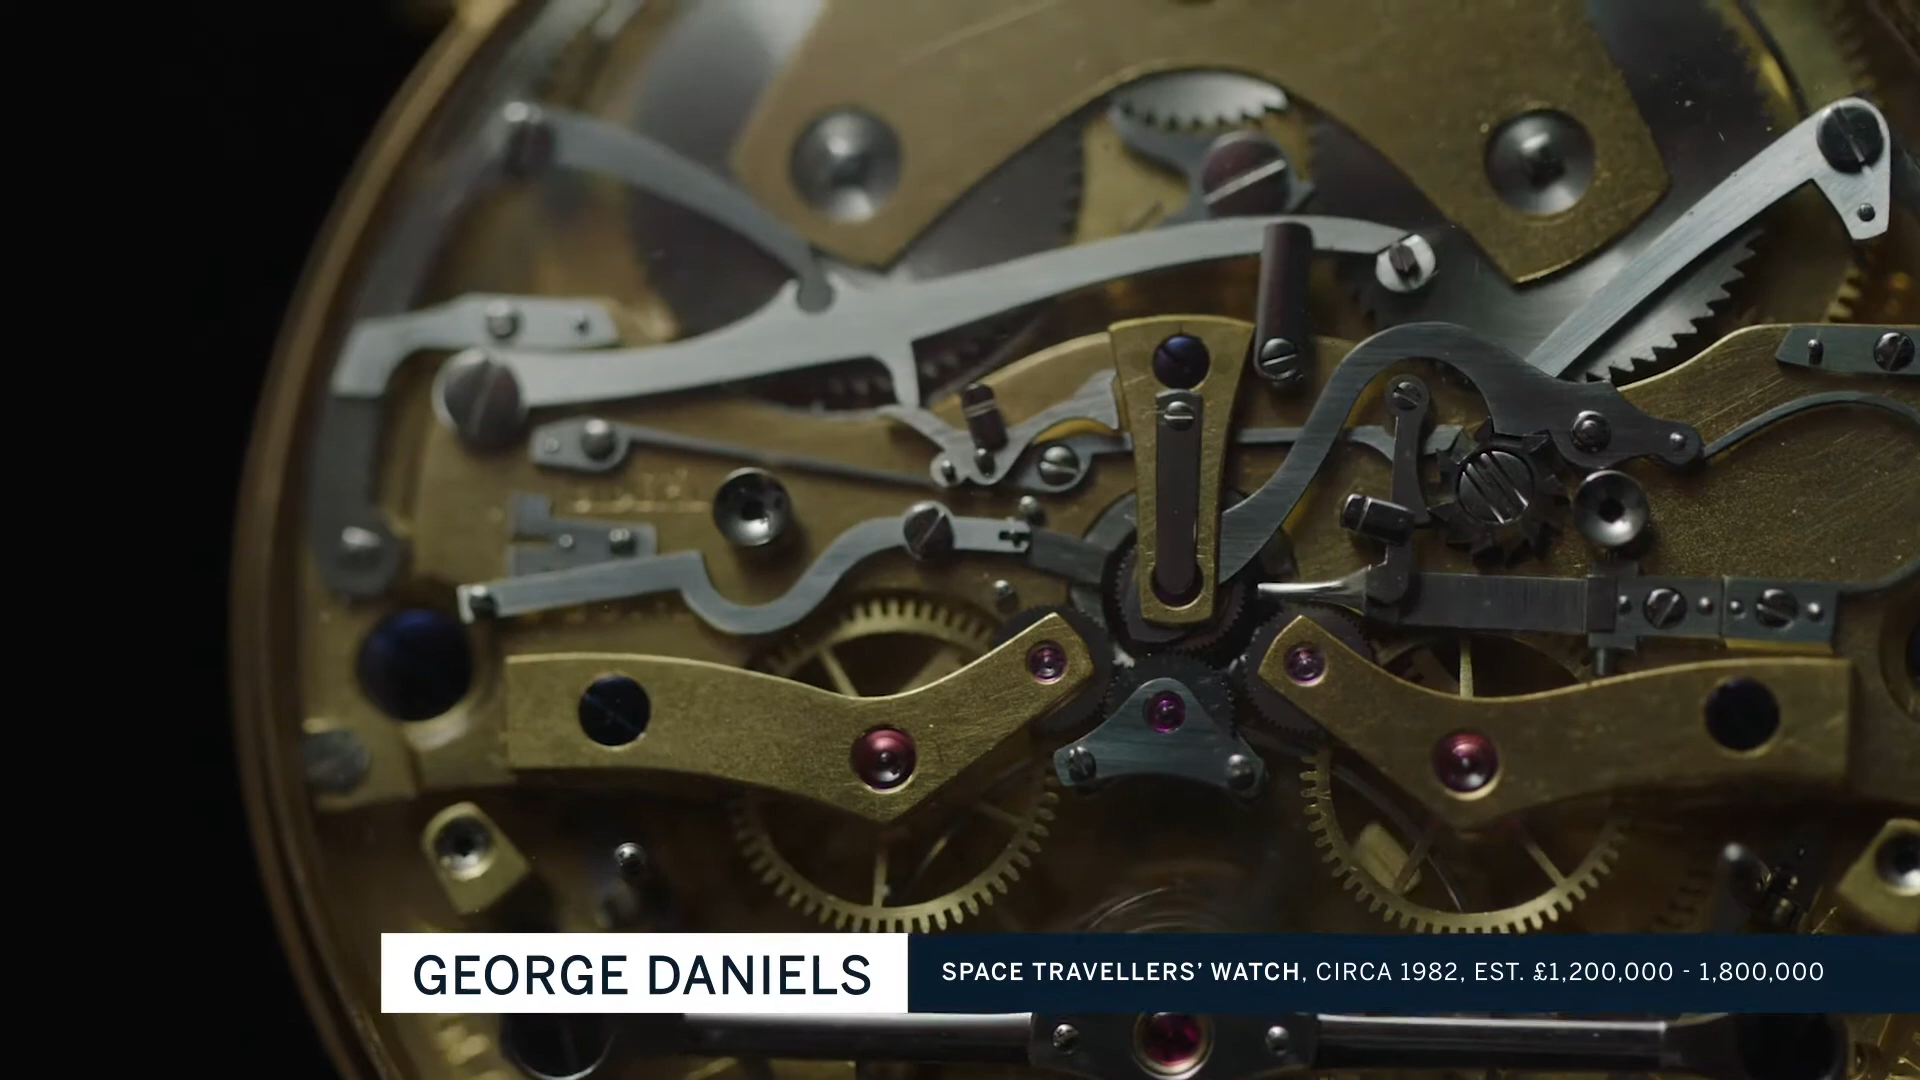 GEORGE DANIELS
SPACE TRAVELLERS’ WATCH, CIRCA 1982, EST. £1,200,000 - 1,800,000